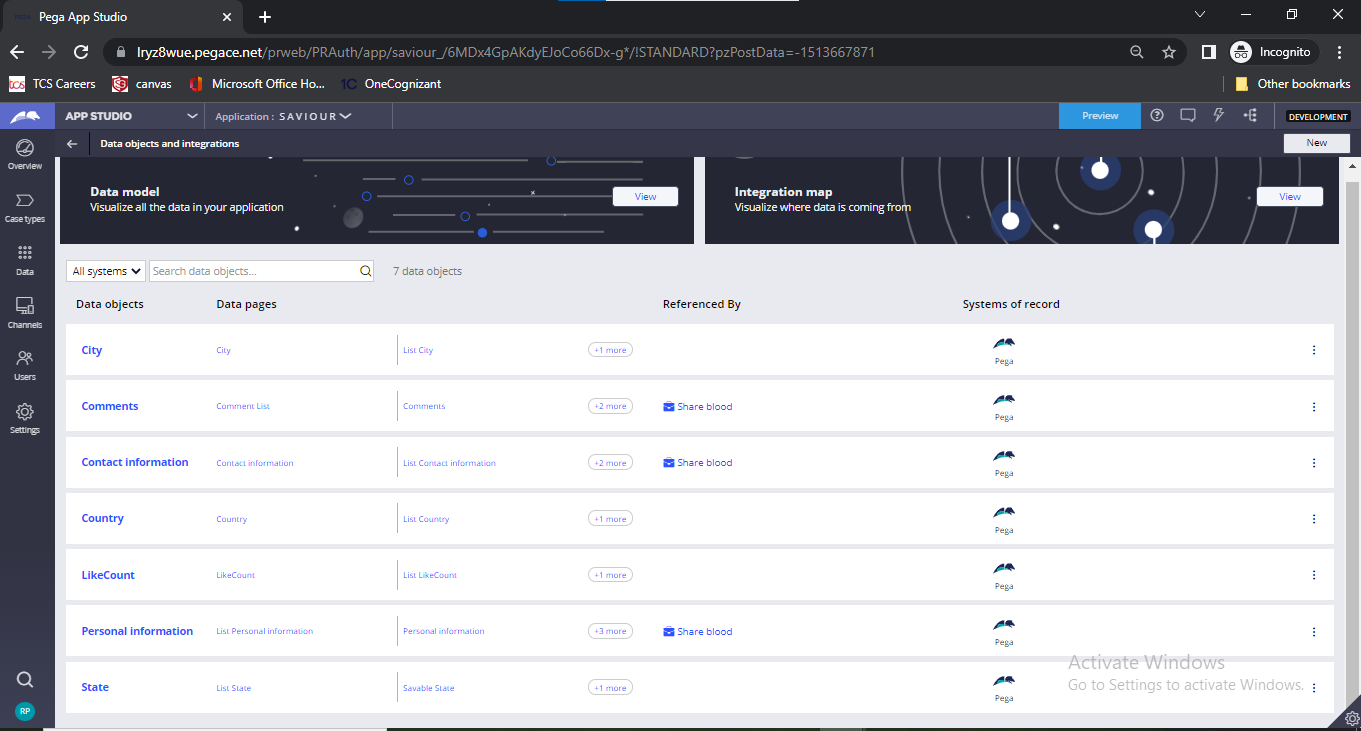 Pega App Studio
lryz8wue.pegace.net/prweb/PRAuth/app/saviour_/6MDx4GpAKdyEJoCo66Dx-g*/!STANDARD?pzPostData=-1513667871
Incognito
TCS Careers canvas Microsoft Office Ho... 1C OneCognizant Other bookmarks
APP STUDIO Application : SAVIOUR Preview DEVELOPMENT
Data objects and integrations New
Overview
Case types
Data
Channels
Users
Settings
RP
Data model
Visualize all the data in your application
View
Integration map
Visualize where data is coming from
View
All systems Search data objects... 7 data objects
Data objects Data pages Referenced By Systems of record
City City List City +1 more Pega
Comments Comment List Comments +2 more Share blood Pega
Contact information Contact information List Contact information +2 more Share blood Pega
Country Country List Country +1 more Pega
LikeCount LikeCount List LikeCount +1 more Pega
Personal information List Personal information Personal information +3 more Share blood Pega
State List State Savable State +1 more Pega
Activate Windows
Go to Settings to activate Windows.